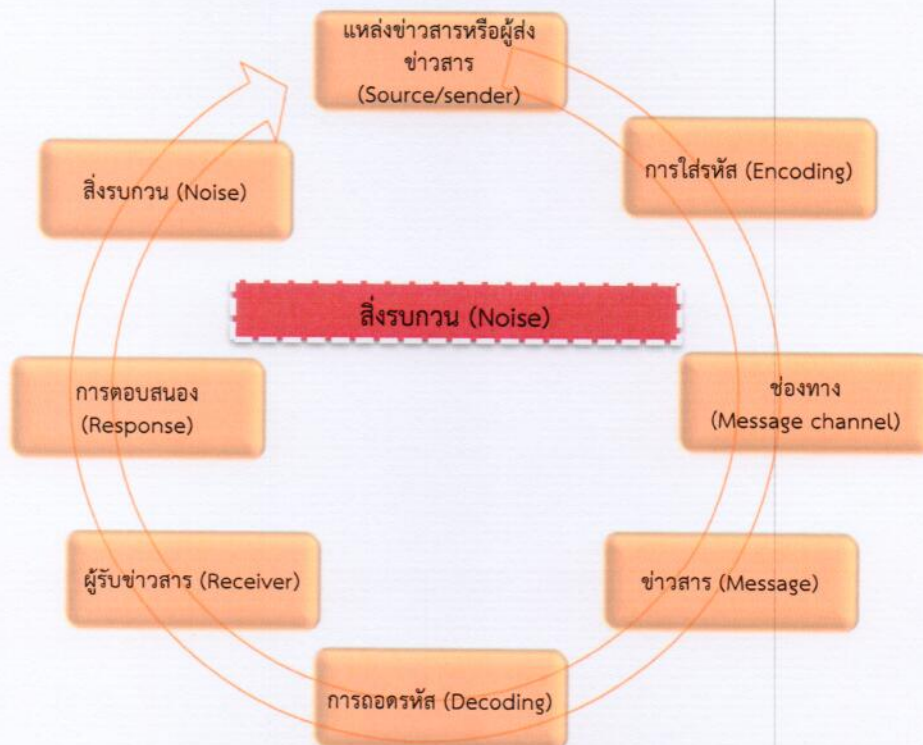 แหล่งข่าวสารหรือผู้ส่ง
ข่าวสาร
(Source/sender)
การใส่รหัส (Encoding)
ช่องทาง
(Message channel)
ข่าวสาร (Message)
การถอดรหัส (Decoding)
ผู้รับข่าวสาร (Receiver)
การตอบสนอง
(Response)
สิ่งรบกวน (Noise)
สิ่งรบกวน (Noise)